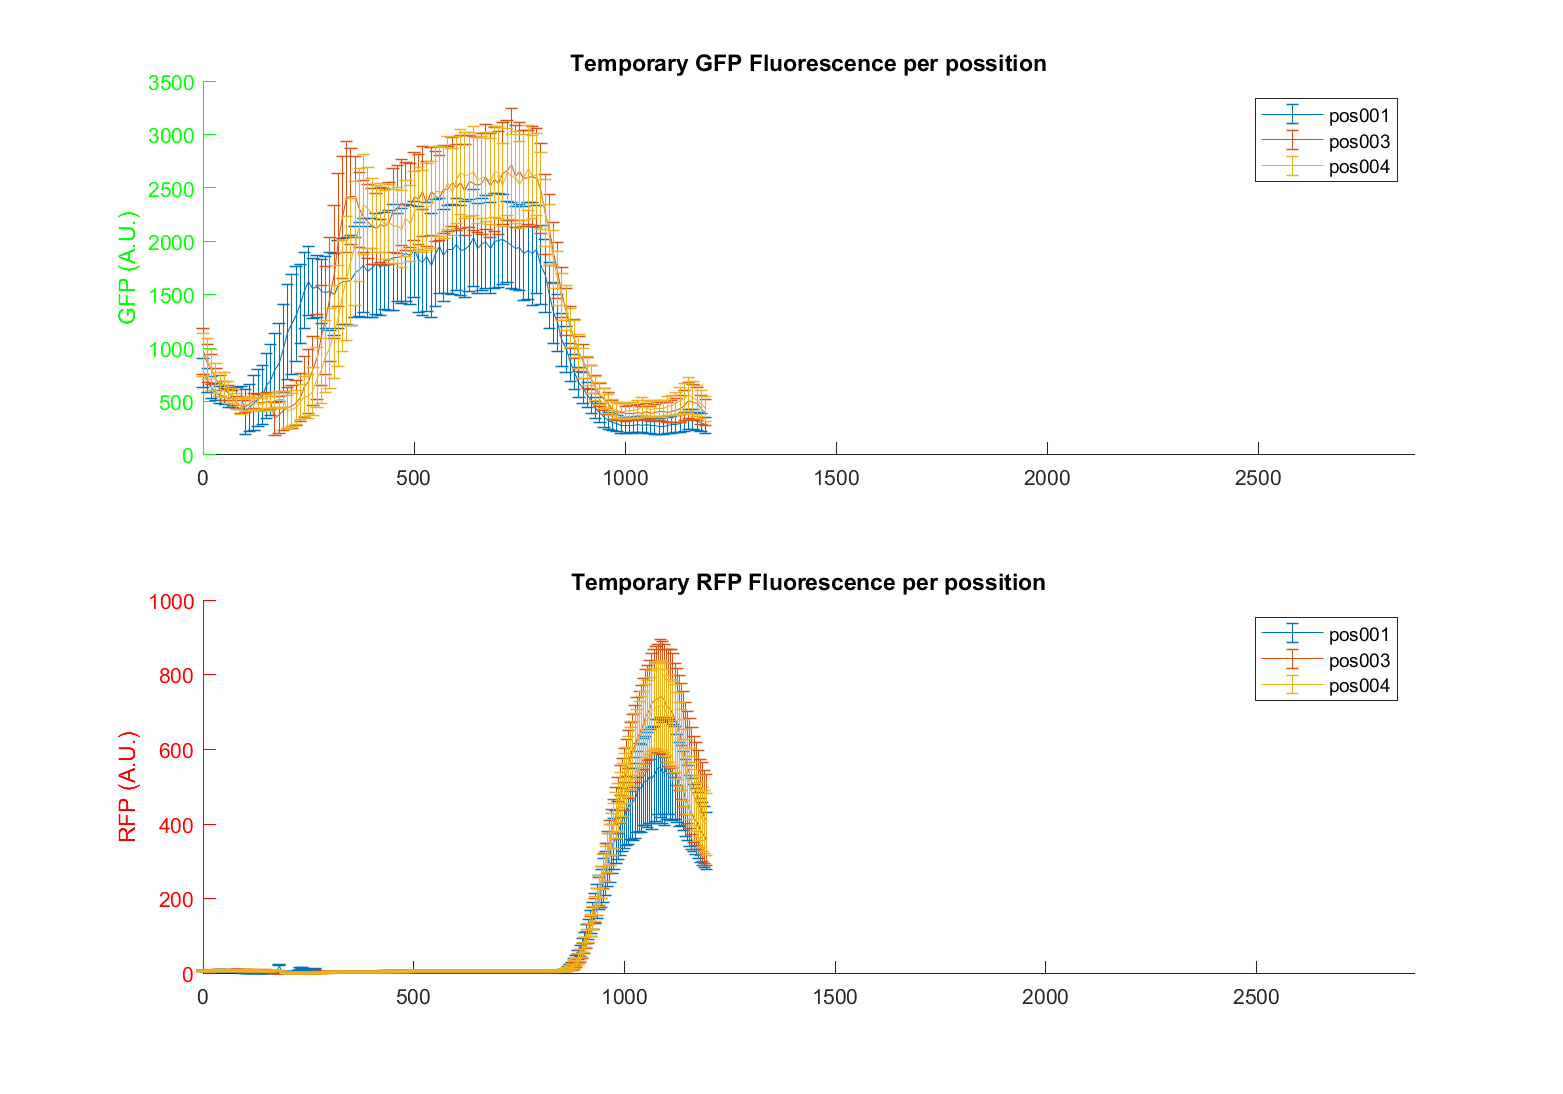 Temporary GFP Fluorescence per possition
3500
3000
2500
2000
1500
1000
500
0
GFP (A.U.)
0 500 1000 1500 2000 2500
pos001
pos003
pos004
Temporary RFP Fluorescence per possition
1000
800
600
400
200
0
RFP (A.U.)
0 500 1000 1500 2000 2500
pos001
pos003
pos004